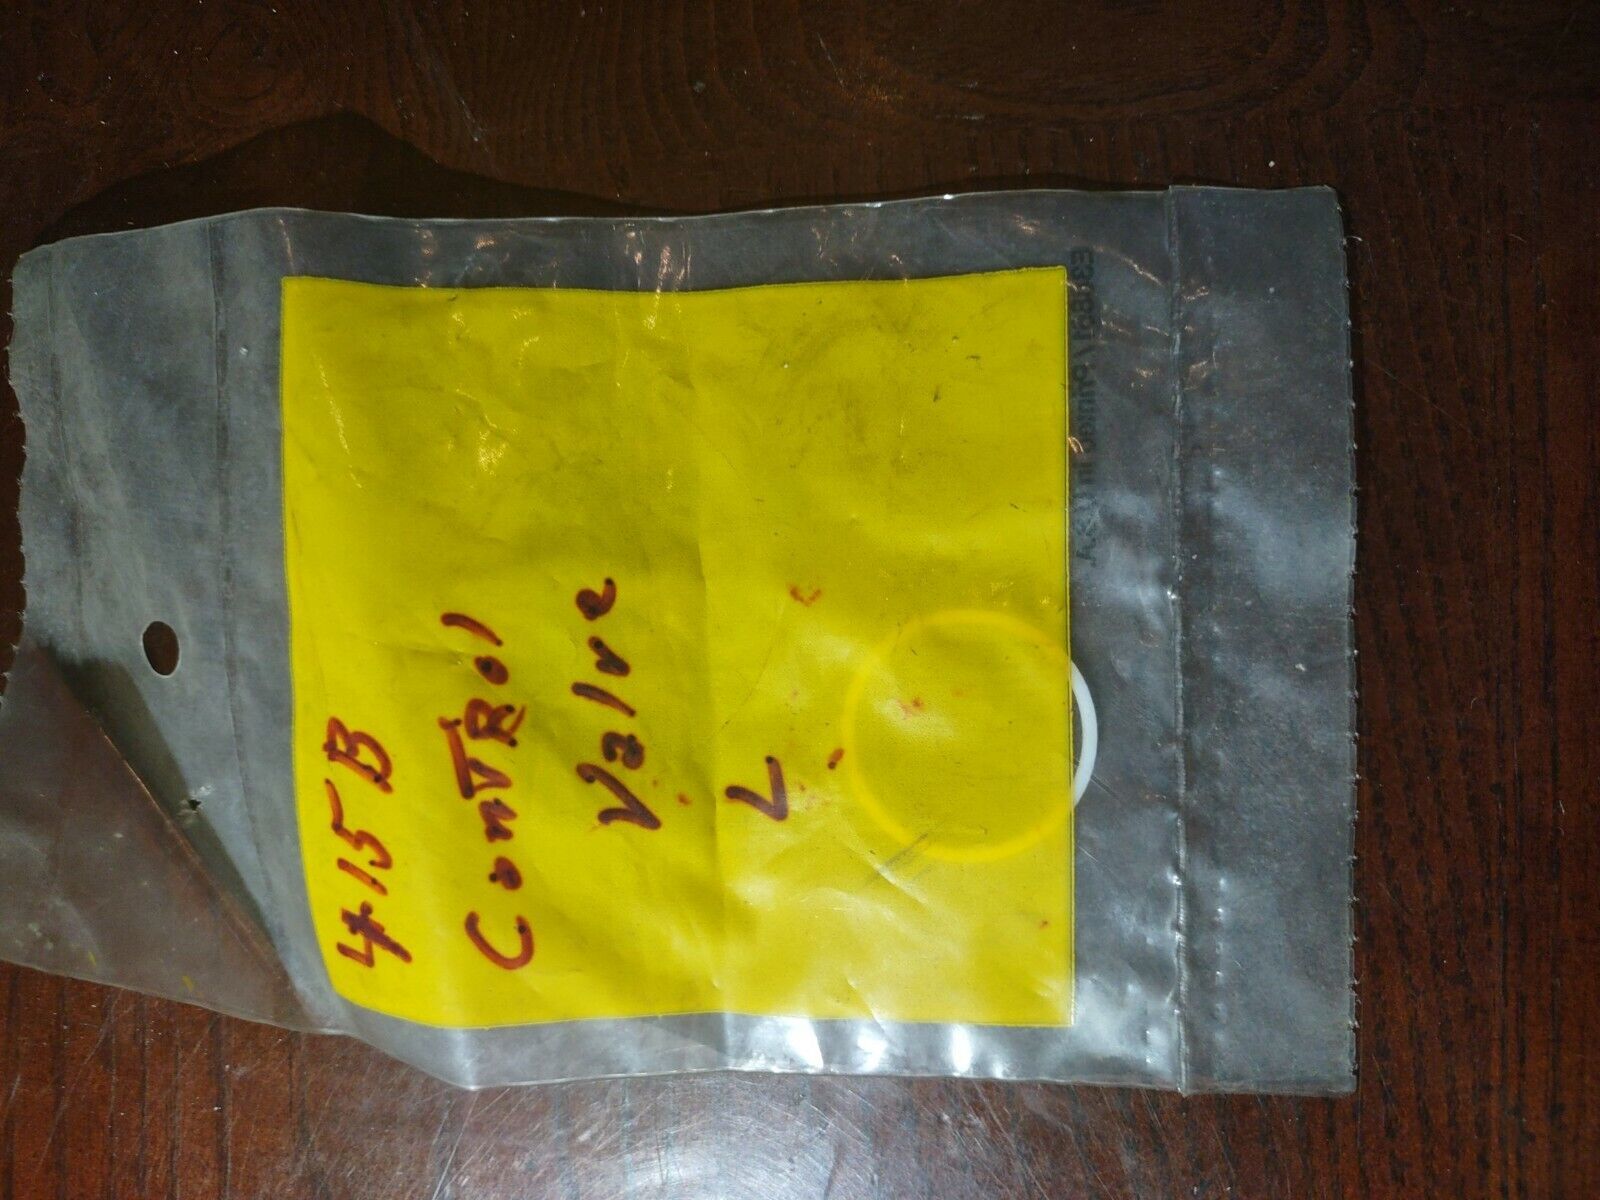 415B
ConTRol
Valve
L